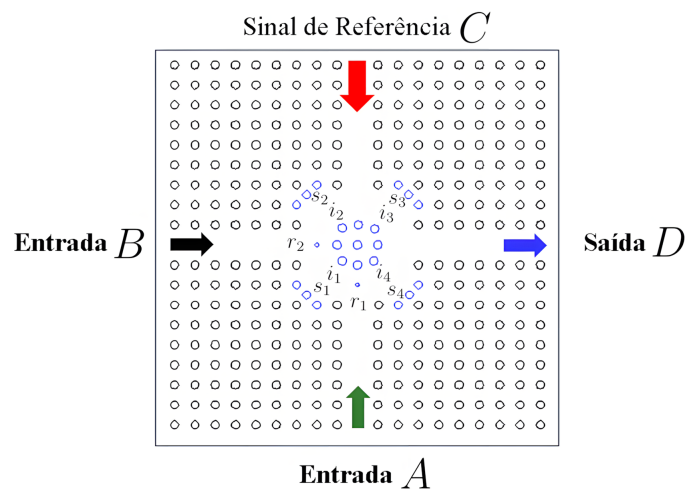 Sinal de Referência C
s2 s3
i2 i3
Entrada B
r2
Saída D
i1 i4
s1 s4
r1
Entrada A